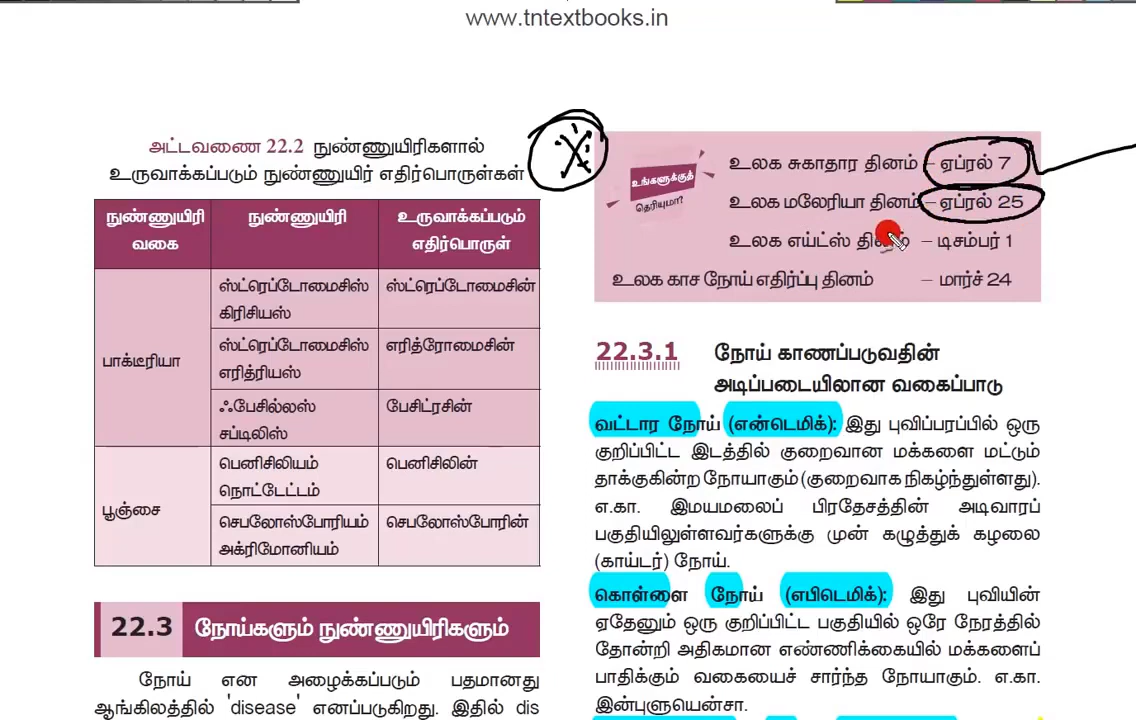 www.tntextbooks.in
அட்டவணை 22.2 நுண்ணுயிரிகளால்
உருவாக்கப்படும் நுண்ணுயிர் எதிர்பொருள்கள்
நுண்ணுயிரி வகை
நுண்ணுயிரி
உருவாக்கப்படும் எதிர்பொருள்
பாக்டீரியா
ஸ்ட்ரெப்டோமைசிஸ் கிரிசியஸ்
ஸ்ட்ரெப்டோமைசின்
ஸ்ட்ரெப்டோமைசிஸ் எரித்ரியஸ்
எரித்ரோமைசின்
ஃபேசில்லஸ் சப்டிலிஸ்
பேசிட்ரசின்
பூஞ்சை
பெனிசிலியம் நொட்டேட்டம்
பெனிசிலின்
செபலோஸ்போரியம் அக்ரிமோனியம்
செபலோஸ்போரின்
22.3 நோய்களும் நுண்ணுயிரிகளும்
நோய் என அழைக்கப்படும் பதமானது
ஆங்கிலத்தில் 'disease' எனப்படுகிறது. இதில் dis
உங்களுக்குத்
தெரியுமா?
உலக சுகாதார தினம் – ஏப்ரல் 7
உலக மலேரியா தினம் – ஏப்ரல் 25
உலக எய்ட்ஸ் தினம் – டிசம்பர் 1
உலக காச நோய் எதிர்ப்பு தினம் – மார்ச் 24
22.3.1 நோய் காணப்படுவதின்
அடிப்படையிலான வகைப்பாடு
வட்டார நோய் (என்டெமிக்): இது புவிப்பரப்பில் ஒரு
குறிப்பிட்ட இடத்தில் குறைவான மக்களை மட்டும்
தாக்குகின்ற நோயாகும் (குறைவாக நிகழ்ந்துள்ளது).
எ.கா. இமயமலைப் பிரதேசத்தின் அடிவாரப்
பகுதியிலுள்ளவர்களுக்கு முன் கழுத்துக் கழலை
(காய்டர்) நோய்.
கொள்ளை நோய் (எபிடெமிக்): இது புவியின்
ஏதேனும் ஒரு குறிப்பிட்ட பகுதியில் ஒரே நேரத்தில்
தோன்றி அதிகமான எண்ணிக்கையில் மக்களைப்
பாதிக்கும் வகையைச் சார்ந்த நோயாகும். எ.கா.
இன்புளுயென்சா.